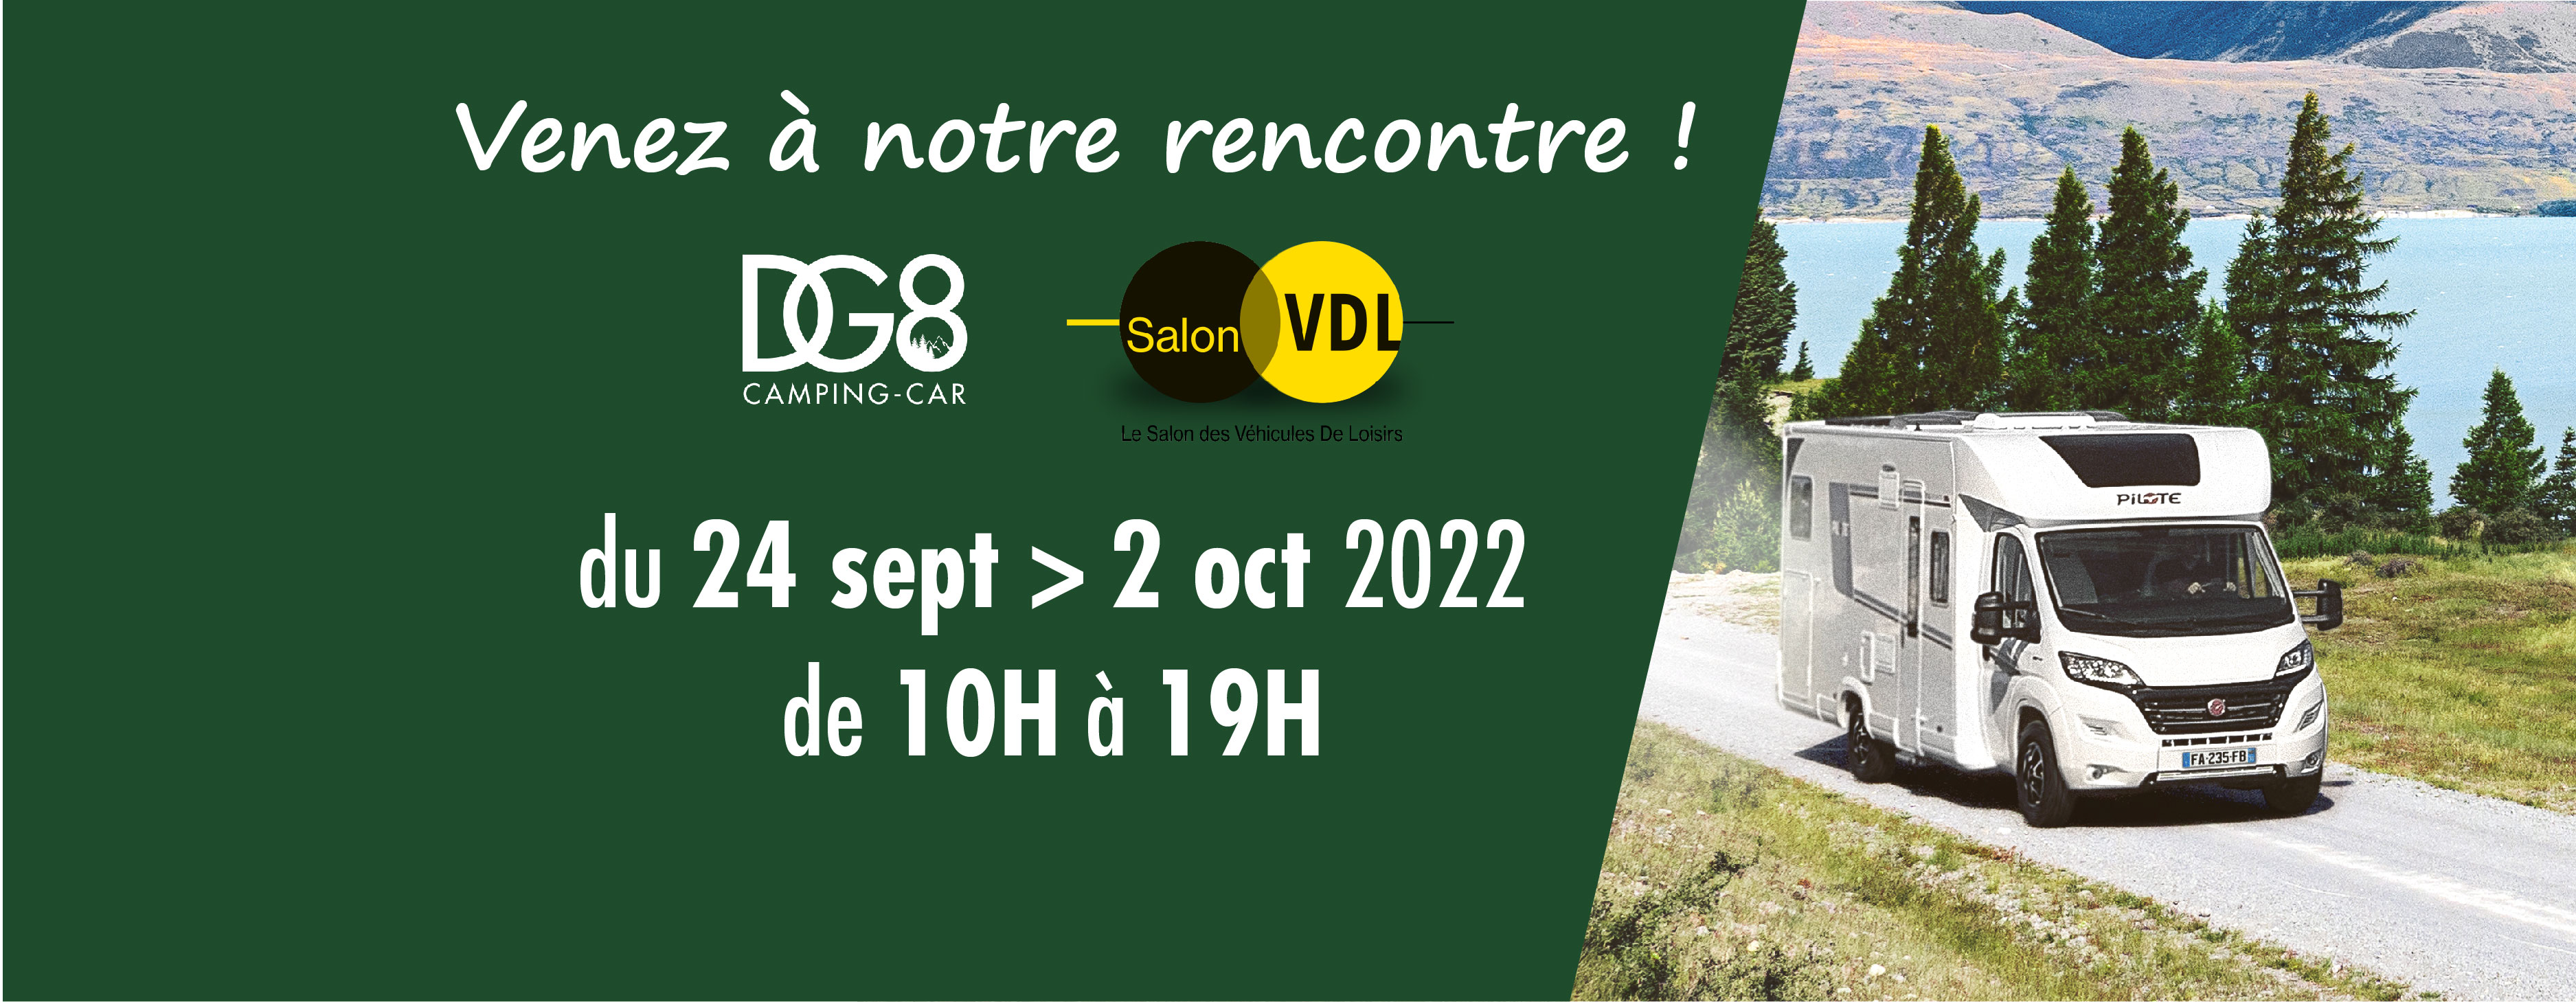 Venez à notre rencontre !
DG8
CAMPING-CAR
Salon VDL
Le Salon des Véhicules De Loisirs
du 24 sept > 2 oct 2022
de 10H à 19H
PILOTE
FA-235-FB